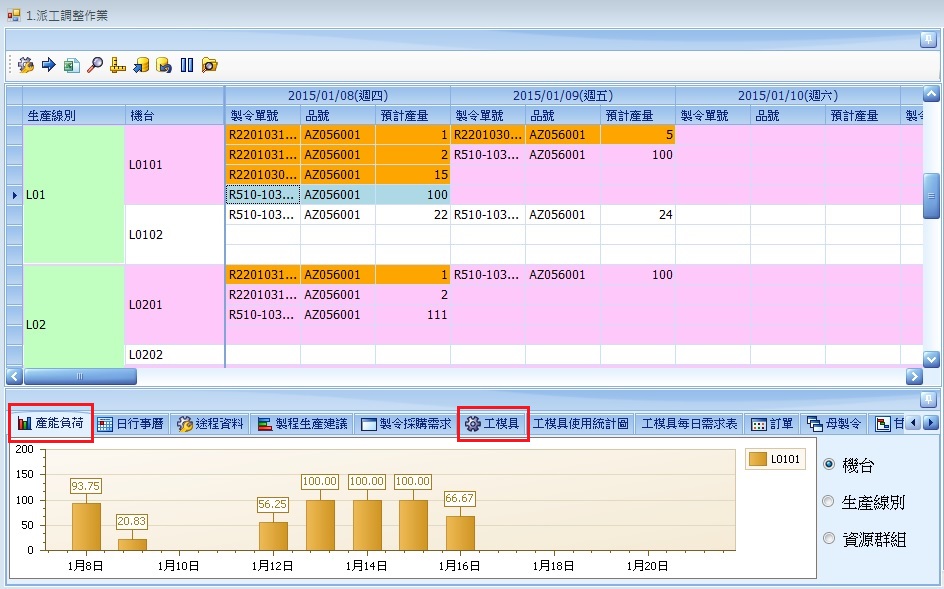 1.派工調整作業
2015/01/08(週四) 2015/01/09(週五) 2015/01/10(週六)
生產線別 機台 製令單號 品號 預計產量 製令單號 品號 預計產量 製令單號 品號 預計產量
R2201031... AZ056001 1 R2201030... AZ056001 5
L0101 R2201031... AZ056001 2 R510-103... AZ056001 100
R2201030... AZ056001 15
L01 R510-103... AZ056001 100
R510-103... AZ056001 22 R510-103... AZ056001 24
L0102
R2201031... AZ056001 1 R510-103... AZ056001 100
L0201 R2201031... AZ056001 2
R510-103... AZ056001 111
L02
L0202
產能負荷 日行事曆 途程資料 製程生產建議 製令採購需求 工模具 工模具使用統計圖 工模具每日需求表 訂單 母製令 甘
200
150
100
50
0
93.75 20.83 56.25 100.00 100.00 100.00 66.67
1月8日 1月10日 1月12日 1月14日 1月16日 1月18日 1月20日
L0101
機台
生產線別
資源群組